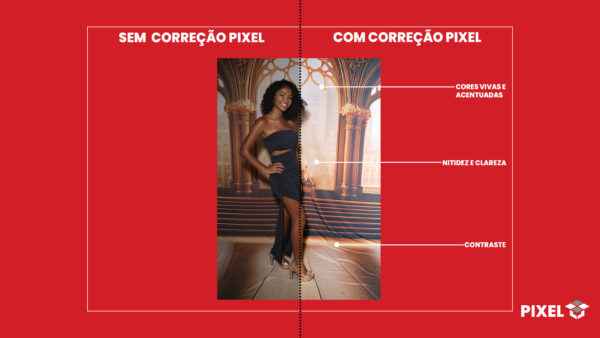 SEM CORREÇÃO PIXEL
COM CORREÇÃO PIXEL
CORES VIVAS E
ACENTUADAS
NITIDEZ E CLAREZA
CONTRASTE
PIXEL